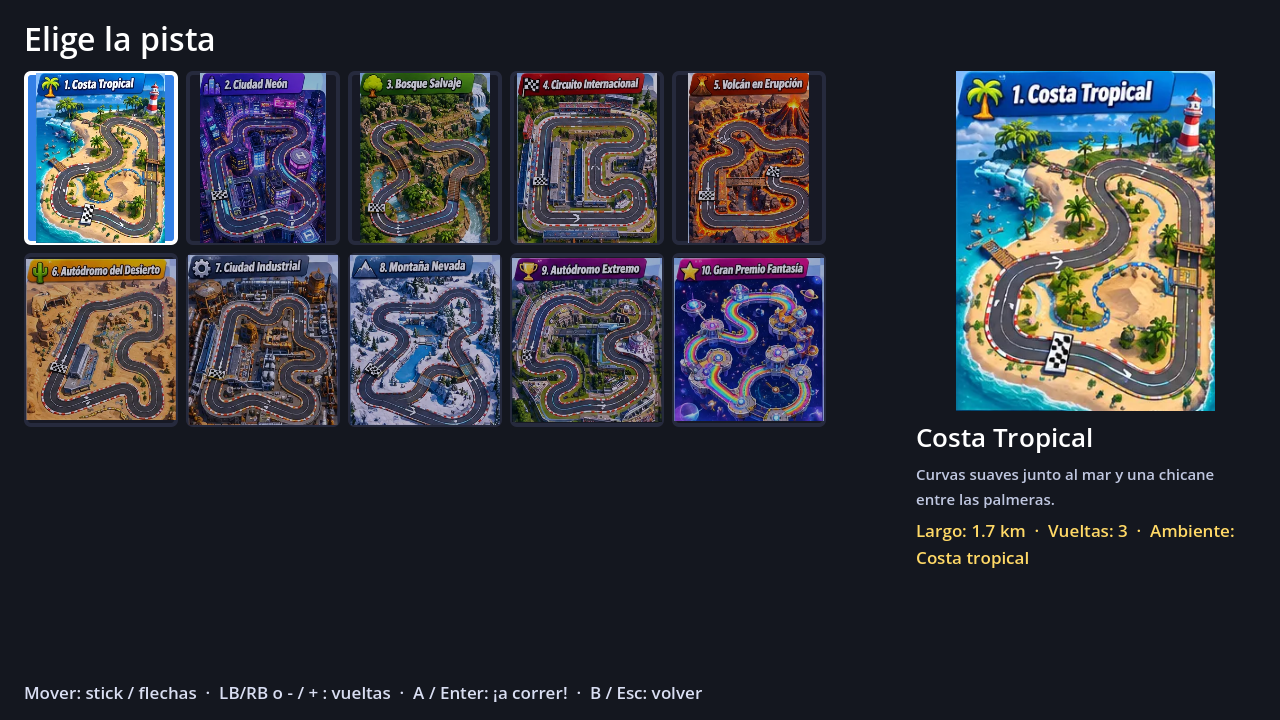 Elige la pista
1. Costa Tropical
2. Ciudad Neón
3. Bosque Salvaje
4. Circuito Internacional
5. Volcán en Erupción
6. Autódromo del Desierto
7. Ciudad Industrial
8. Montaña Nevada
9. Autódromo Extremo
10. Gran Premio Fantasía
1. Costa Tropical
Costa Tropical
Curvas suaves junto al mar y una chicane
entre las palmeras.
Largo: 1.7 km · Vueltas: 3 · Ambiente:
Costa tropical
Mover: stick / flechas · LB/RB o - / + : vueltas · A / Enter: ¡a correr! · B / Esc: volver